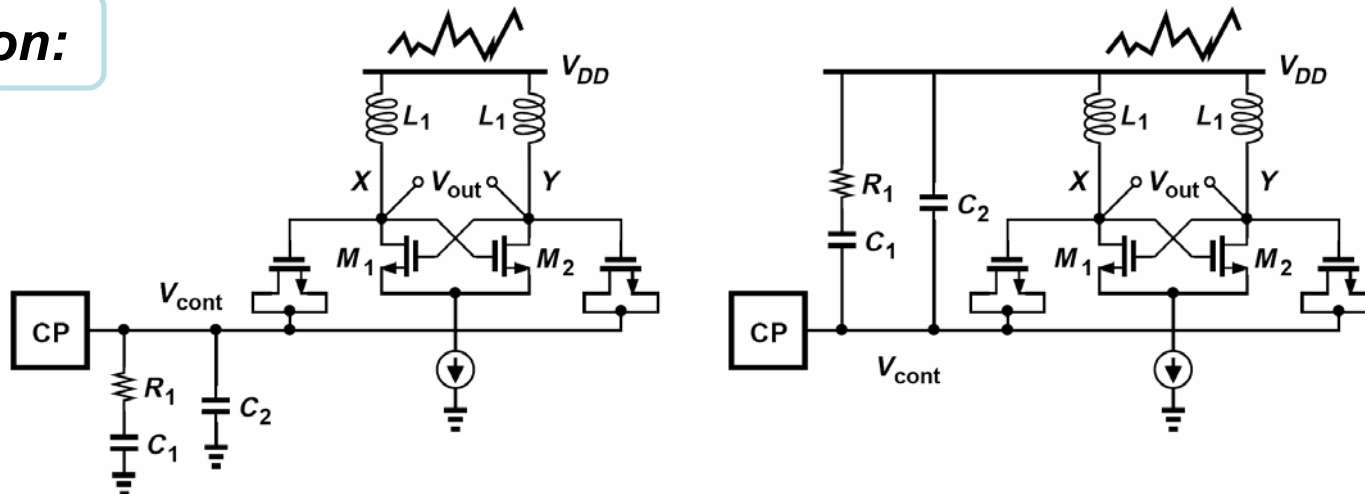 on:
V_DD
L_1 L_1
X V_out Y
M_1 M_2
V_cont
CP
R_1
C_2
C_1
V_DD
L_1 L_1
R_1
X V_out Y
C_2
C_1
M_1 M_2
CP
V_cont